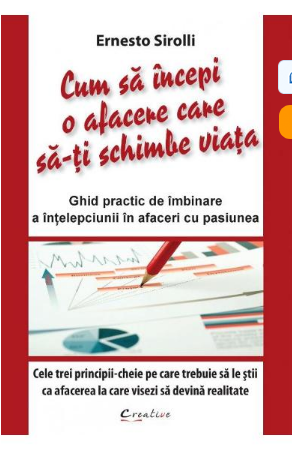 Ernesto Sirolli
Cum să începi
o afacere care
să-ți schimbe viața
Ghid practic de îmbinare
a înțelepciunii în afaceri cu pasiunea
Cele trei principii-cheie pe care trebuie să le știi
ca afacerea la care visezi să devină realitate
Creative